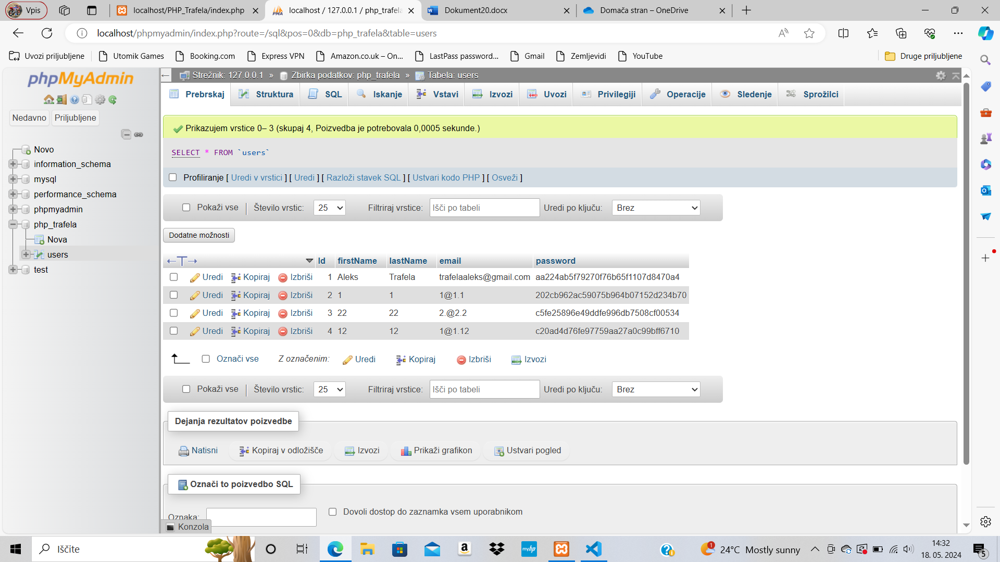 Vpis
localhost/PHP_Trafela/index.php
localhost / 127.0.0.1 / php_trafela
Dokument20.docx
Domača stran – OneDrive
localhost/phpmyadmin/index.php?route=/sql&pos=0&db=php_trafela&table=users
Uvozi priljubljene
Utomik Games
Booking.com
Express VPN
Amazon.co.uk – On...
LastPass password...
Gmail
Zemljevidi
YouTube
Druge priljubljene
phpMyAdmin
Nedavno
Priljubljene
Novo
information_schema
mysql
performance_schema
phpmyadmin
php_trafela
Nova
users
test
Strežnik: 127.0.0.1 » Zbirka podatkov: php_trafela » Tabela: users
Prebrskaj
Struktura
SQL
Iskanje
Vstavi
Izvozi
Uvozi
Privilegiji
Operacije
Sledenje
Sprožilci
Prikazujem vrstice 0– 3 (skupaj 4, Poizvedba je potrebovala 0,0005 sekunde.)
SELECT * FROM `users`
Profiliranje [ Uredi v vrstici ] [ Uredi ] [ Razloži stavek SQL ] [ Ustvari kodo PHP ] [ Osveži ]
Pokaži vse | Število vrstic: 25 Filtriraj vrstice: Išči po tabeli Uredi po ključu: Brez
Dodatne možnosti
←T→ Id firstName lastName email password
Uredi Kopiraj Izbriši 1 Aleks Trafela trafelaaleks@gmail.com aa224ab5f79270f76b65f1107d8470a4
Uredi Kopiraj Izbriši 2 1 1 1@1.1 202cb962ac59075b964b07152d234b70
Uredi Kopiraj Izbriši 3 22 22 2.@2.2 c5fe25896e49ddfe996db7508cf00534
Uredi Kopiraj Izbriši 4 12 12 1@1.12 c20ad4d76fe97759aa27a0c99bff6710
Označi vse Z označenim: Uredi Kopiraj Izbriši Izvozi
Pokaži vse | Število vrstic: 25 Filtriraj vrstice: Išči po tabeli Uredi po ključu: Brez
Dejanja rezultatov poizvedbe
Natisni Kopiraj v odložišče Izvozi Prikaži grafikon Ustvari pogled
Označi to poizvedbo SQL
Oznaka:
Dovoli dostop do zaznamka vsem uporabnikom
Konzola
Iščite
1
24°C Mostly sunny
14:32
18. 05. 2024
5